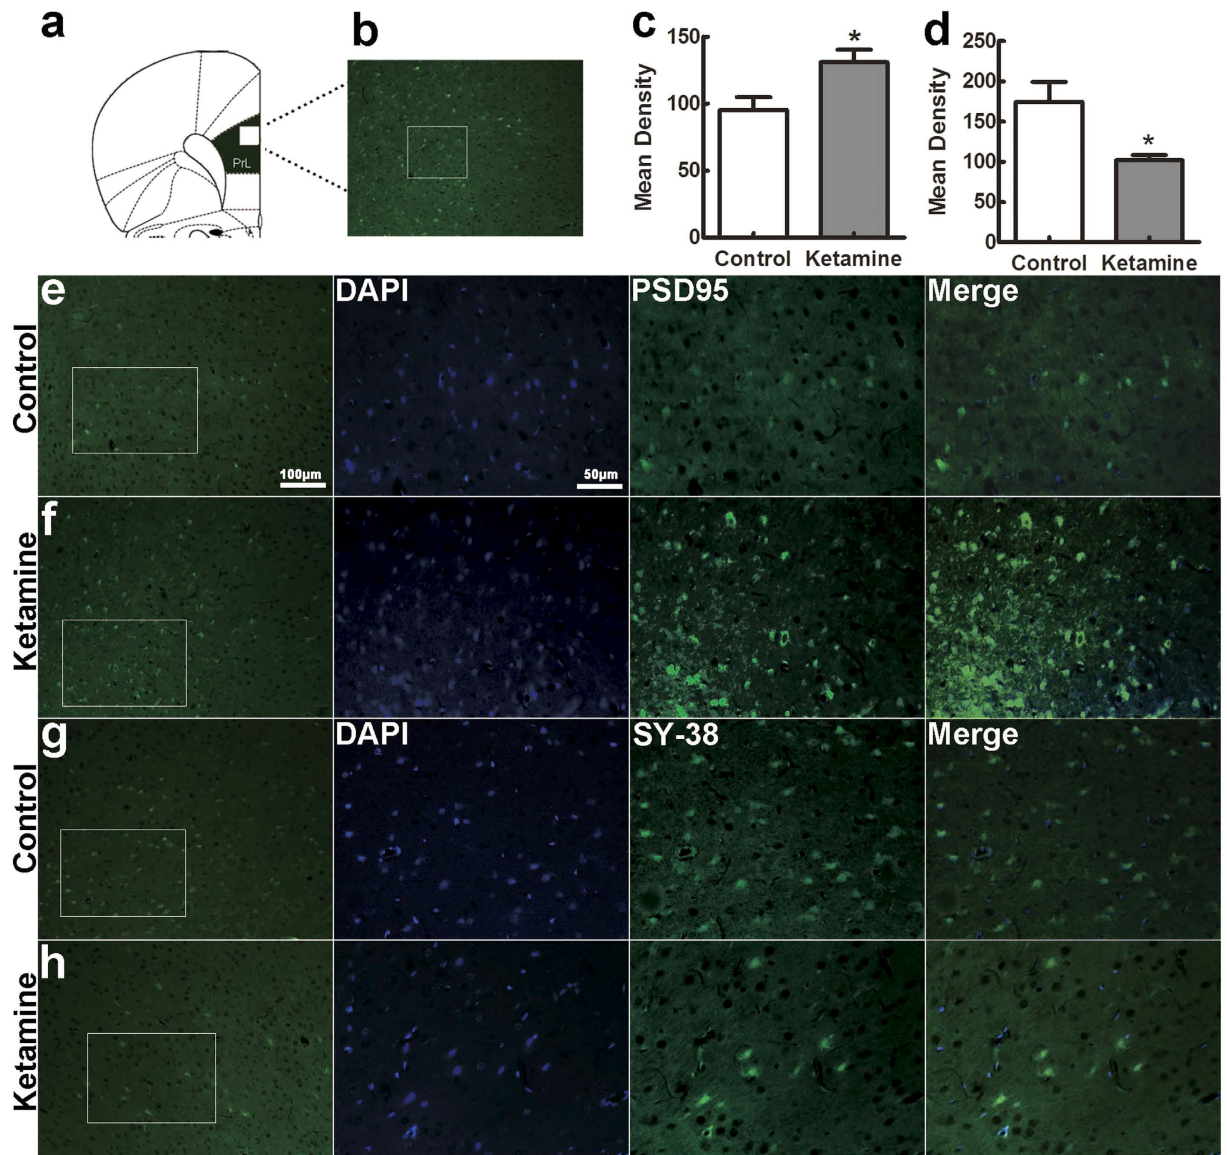 a
PrL
b
c
Mean Density
150
100
50
0
*
Control Ketamine
d
Mean Density
250
200
150
100
50
0
*
Control Ketamine
Control
e
100μm
DAPI
50μm
PSD95
Merge
Ketamine
f
Control
g
DAPI
SY-38
Merge
Ketamine
h